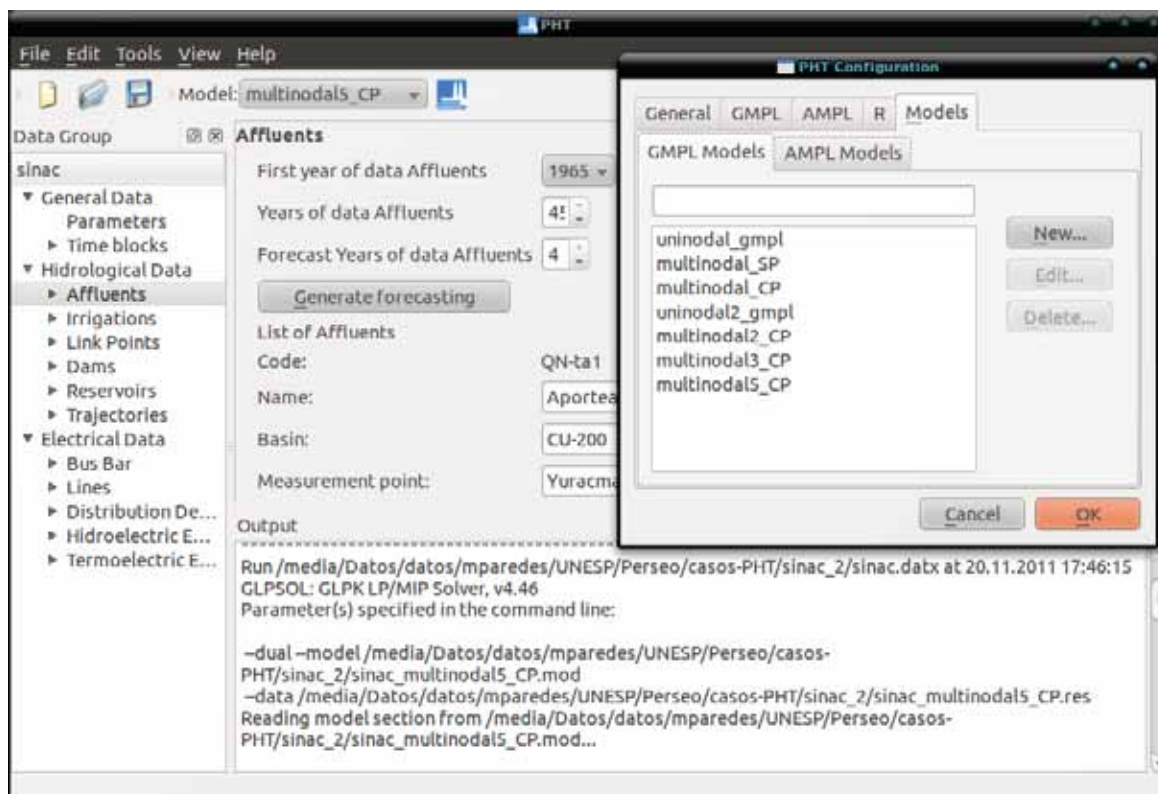 PHT
File Edit Tools View Help
Model: multinodal5_CP
Data Group
sinac
General Data
Parameters
Time blocks
Hidrological Data
Affluents
Irrigations
Link Points
Dams
Reservoirs
Trajectories
Electrical Data
Bus Bar
Lines
Distribution De...
Hidroelectric E...
Termoelectric E...
Affluents
First year of data Affluents 1965
Years of data Affluents
Forecast Years of data Affluents 4
Generate forecasting
List of Affluents
Code: QN-ta1
Name: Aportea
Basin: CU-200
Measurement point: Yuracma
Output
Run /media/Datos/datos/mparedes/UNESP/Perseo/casos-PHT/sinac_2/sinac.datx at 20.11.2011 17:46:15
GLPSOL: GLPK LP/MIP Solver, v4.46
Parameter(s) specified in the command line:
--dual --model /media/Datos/datos/mparedes/UNESP/Perseo/casos-
PHT/sinac_2/sinac_multinodal5_CP.mod
--data /media/Datos/datos/mparedes/UNESP/Perseo/casos-PHT/sinac_2/sinac_multinodal5_CP.res
Reading model section from /media/Datos/datos/mparedes/UNESP/Perseo/casos-
PHT/sinac_2/sinac_multinodal5_CP.mod...
PHT Configuration
General GMPL AMPL R Models
GMPL Models AMPL Models
uninodal_gmpl
multinodal_SP
multinodal_CP
uninodal2_gmpl
multinodal2_CP
multinodal3_CP
multinodal5_CP
New...
Edit...
Delete...
Cancel OK